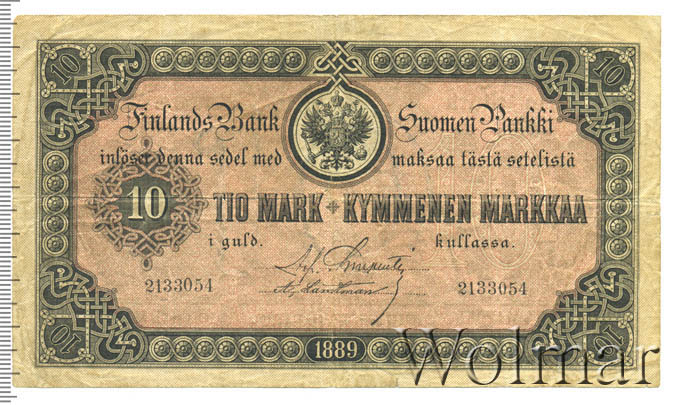 10 10
Finlands Bank Suomen Pankki
inlöser denna sedel med maksaa tästä setelistä
10 TIO MARK + KYMMENEN MARKKAA
i guld. kullassa.
2133054 2133054
10 1889 10
Wolmar